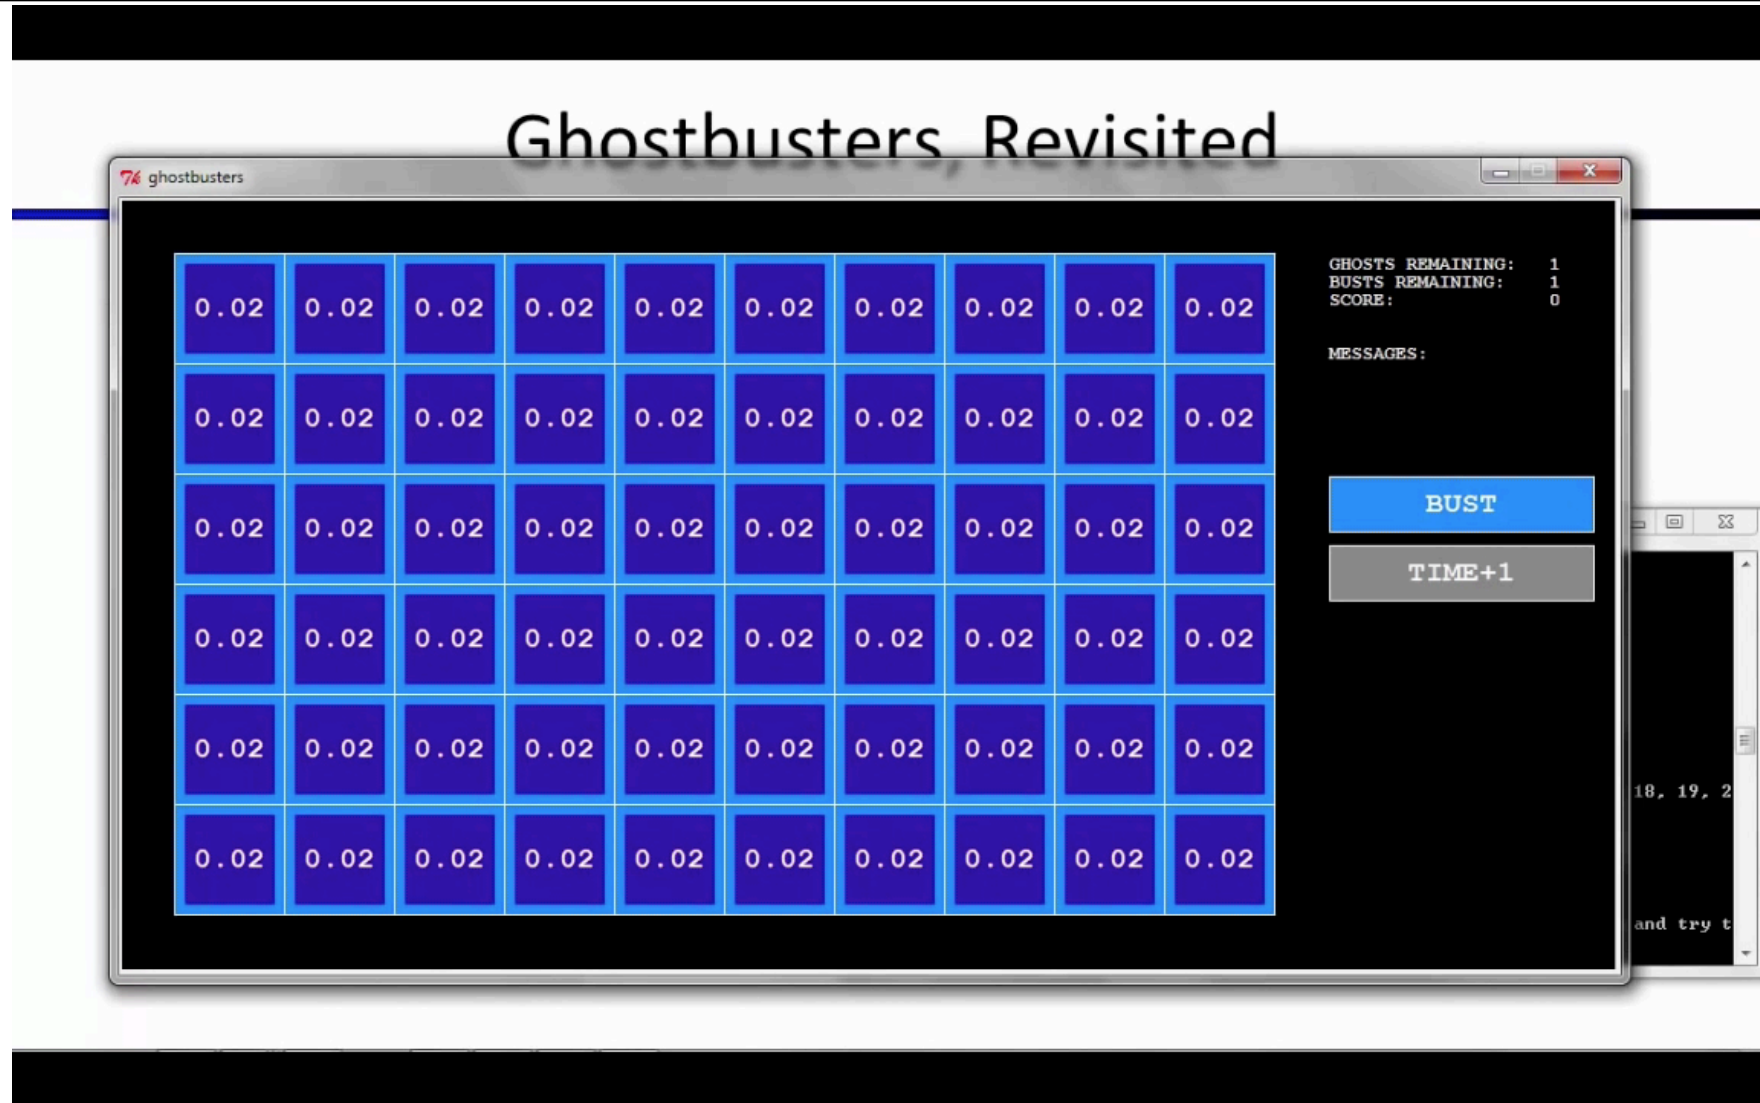 Ghostbusters, Revisited
ghostbusters
0.02 0.02 0.02 0.02 0.02 0.02 0.02 0.02 0.02 0.02
0.02 0.02 0.02 0.02 0.02 0.02 0.02 0.02 0.02 0.02
0.02 0.02 0.02 0.02 0.02 0.02 0.02 0.02 0.02 0.02
0.02 0.02 0.02 0.02 0.02 0.02 0.02 0.02 0.02 0.02
0.02 0.02 0.02 0.02 0.02 0.02 0.02 0.02 0.02 0.02
0.02 0.02 0.02 0.02 0.02 0.02 0.02 0.02 0.02 0.02
GHOSTS REMAINING: 1
BUSTS REMAINING: 1
SCORE: 0
MESSAGES:
BUST
TIME+1
18, 19, 2
and try t